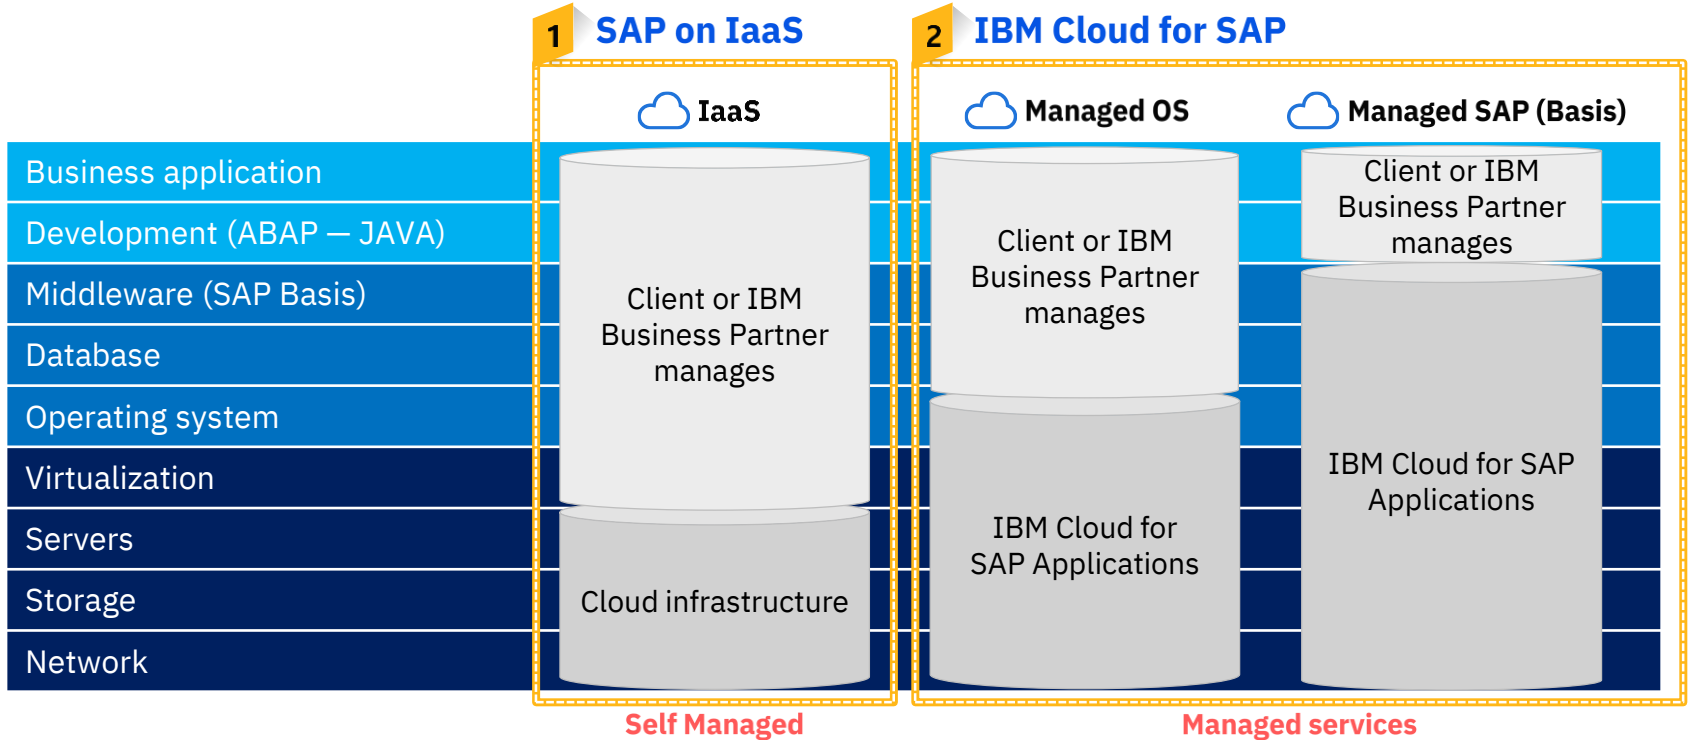 1 SAP on IaaS
2 IBM Cloud for SAP
IaaS
Managed OS
Managed SAP (Basis)
Business application
Development (ABAP — JAVA)
Middleware (SAP Basis)
Database
Operating system
Virtualization
Servers
Storage
Network
Client or IBM
Business Partner
manages
Cloud infrastructure
Client or IBM
Business Partner
manages
IBM Cloud for
SAP Applications
Client or IBM
Business Partner
manages
IBM Cloud for SAP
Applications
Self Managed
Managed services